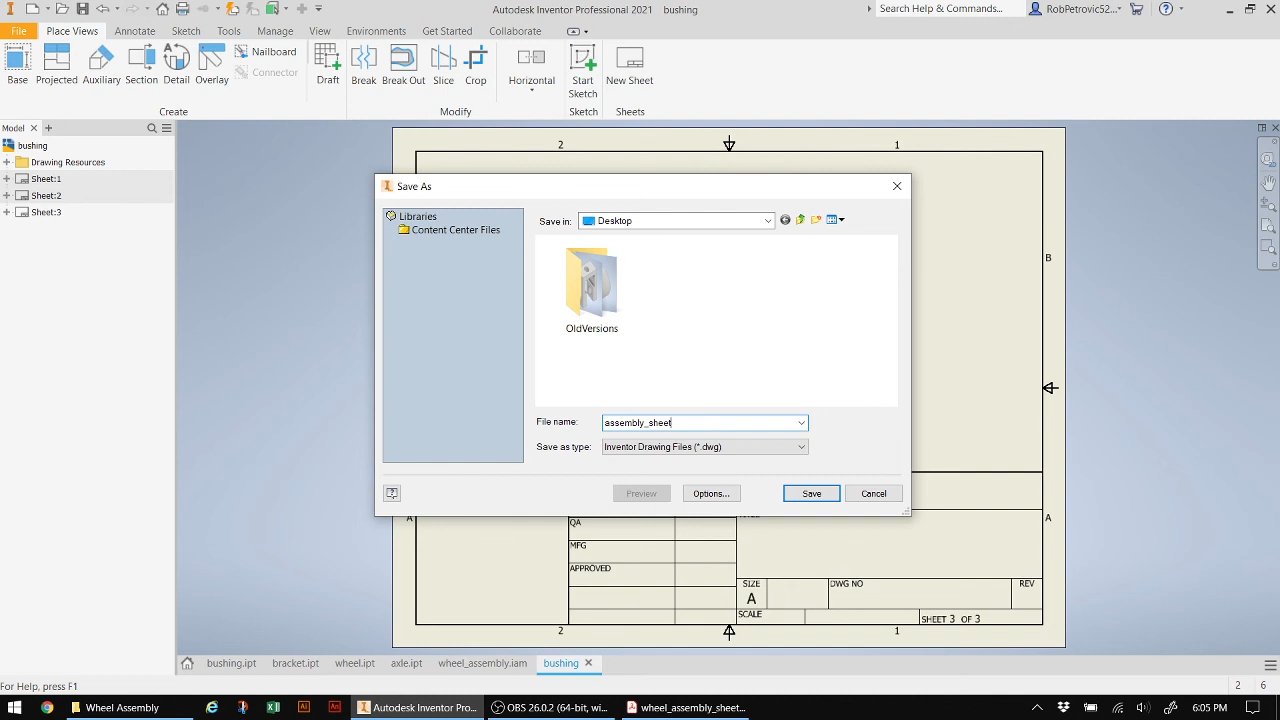 Autodesk Inventor Professional 2021 bushing
Search Help & Commands...
RobPetrovic52...
File Place Views Annotate Sketch Tools Manage View Environments Get Started Collaborate
Base Projected Auxiliary Section Detail Overlay
Nailboard
Connector
Draft
Break Break Out Slice Crop
Horizontal
Start
Sketch
New Sheet
Create Modify Sketch Sheets
Model
bushing
Drawing Resources
Sheet:1
Sheet:2
Sheet:3
2 1
Save As
Libraries
Content Center Files
Save in: Desktop
OldVersions
File name: assembly_sheet
Save as type: Inventor Drawing Files (*.dwg)
Preview Options... Save Cancel
B
A A
QA
MFG
APPROVED
SIZE
A
DWG NO
REV
SCALE
SHEET 3 OF 3
2 1
bushing.ipt bracket.ipt wheel.ipt axle.ipt wheel_assembly.iam bushing
For Help, press F1
2 6
Wheel Assembly
Autodesk Inventor Pro...
OBS 26.0.2 (64-bit, wi...
wheel_assembly_sheet...
6:05 PM